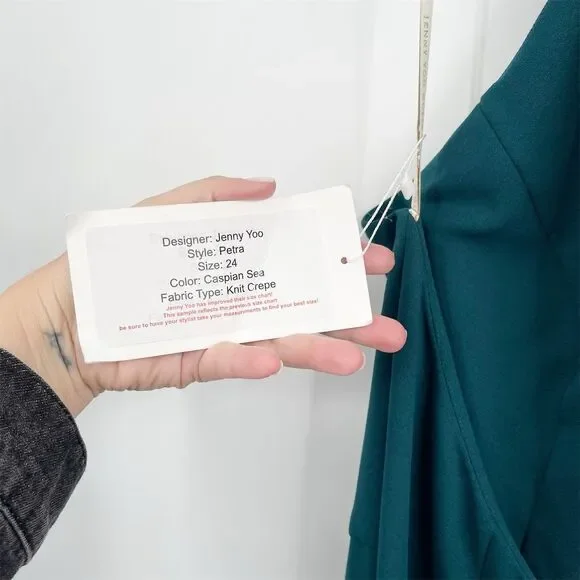 JENNY YOO
Designer: Jenny Yoo
Style: Petra
Size: 24
Color: Caspian Sea
Fabric Type: Knit Crepe
Jenny Yoo has improved their size chart!
This sample reflects the previous size chart
be sure to have your stylist take your measurements to find your best size!